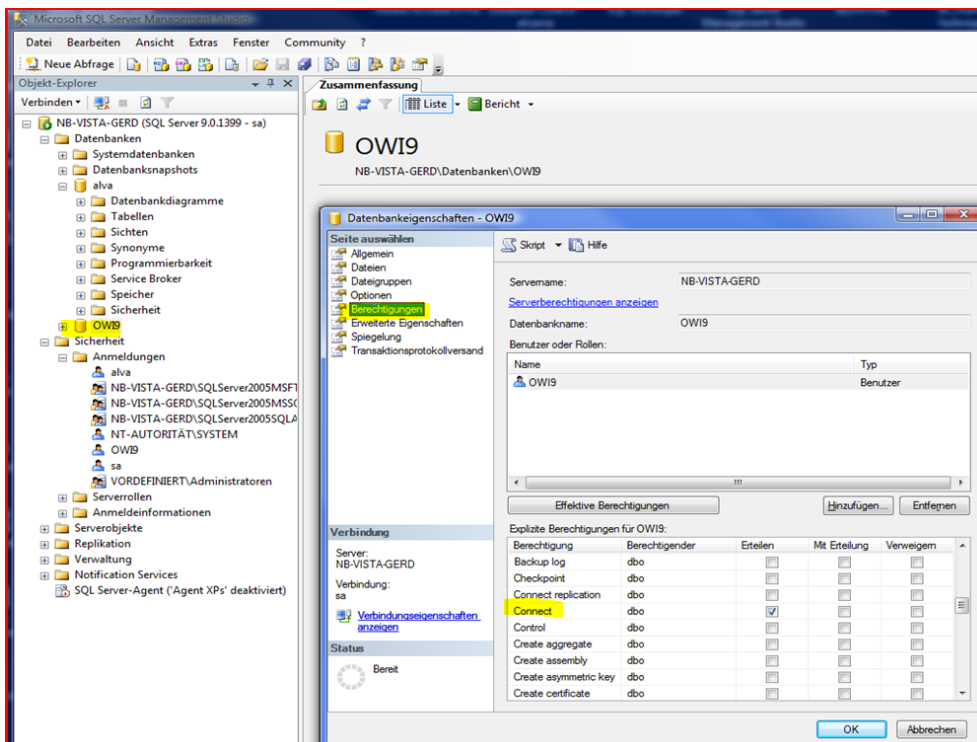 Microsoft SQL Server Management Studio
Datei Bearbeiten Ansicht Extras Fenster Community ?
Neue Abfrage
Objekt-Explorer
Verbinden
NB-VISTA-GERD (SQL Server 9.0.1399 - sa)
Datenbanken
Systemdatenbanken
Datenbanksnapshots
alva
Datenbankdiagramme
Tabellen
Sichten
Synonyme
Programmierbarkeit
Service Broker
Speicher
Sicherheit
OWI9
Sicherheit
Anmeldungen
alva
NB-VISTA-GERD\SQLServer2005MSFT
NB-VISTA-GERD\SQLServer2005MSSC
NB-VISTA-GERD\SQLServer2005SQLA
NT-AUTORITÄT\SYSTEM
OWI9
sa
VORDEFINIERT\Administratoren
Serverrollen
Anmeldeinformationen
Serverobjekte
Replikation
Verwaltung
Notification Services
SQL Server-Agent ('Agent XPs' deaktiviert)
Zusammenfassung
Liste Bericht
OWI9
NB-VISTA-GERD\Datenbanken\OWI9
Datenbankeigenschaften - OWI9
Seite auswählen
Allgemein
Dateien
Dateigruppen
Optionen
Berechtigungen
Erweiterte Eigenschaften
Spiegelung
Transaktionsprotokollversand
Verbindung
Server:
NB-VISTA-GERD
Verbindung:
sa
Verbindungseigenschaften anzeigen
Status
Bereit
Skript Hilfe
Servername: NB-VISTA-GERD
Serverberechtigungen anzeigen
Datenbankname: OWI9
Benutzer oder Rollen:
Name Typ
OWI9 Benutzer
Effektive Berechtigungen Hinzufügen... Entfernen
Explizite Berechtigungen für OWI9:
Berechtigung Berechtigender Erteilen Mit Erteilung Verweigern
Backup log dbo
Checkpoint dbo
Connect replication dbo
Connect dbo
Control dbo
Create aggregate dbo
Create assembly dbo
Create asymmetric key dbo
Create certificate dbo
OK Abbrechen